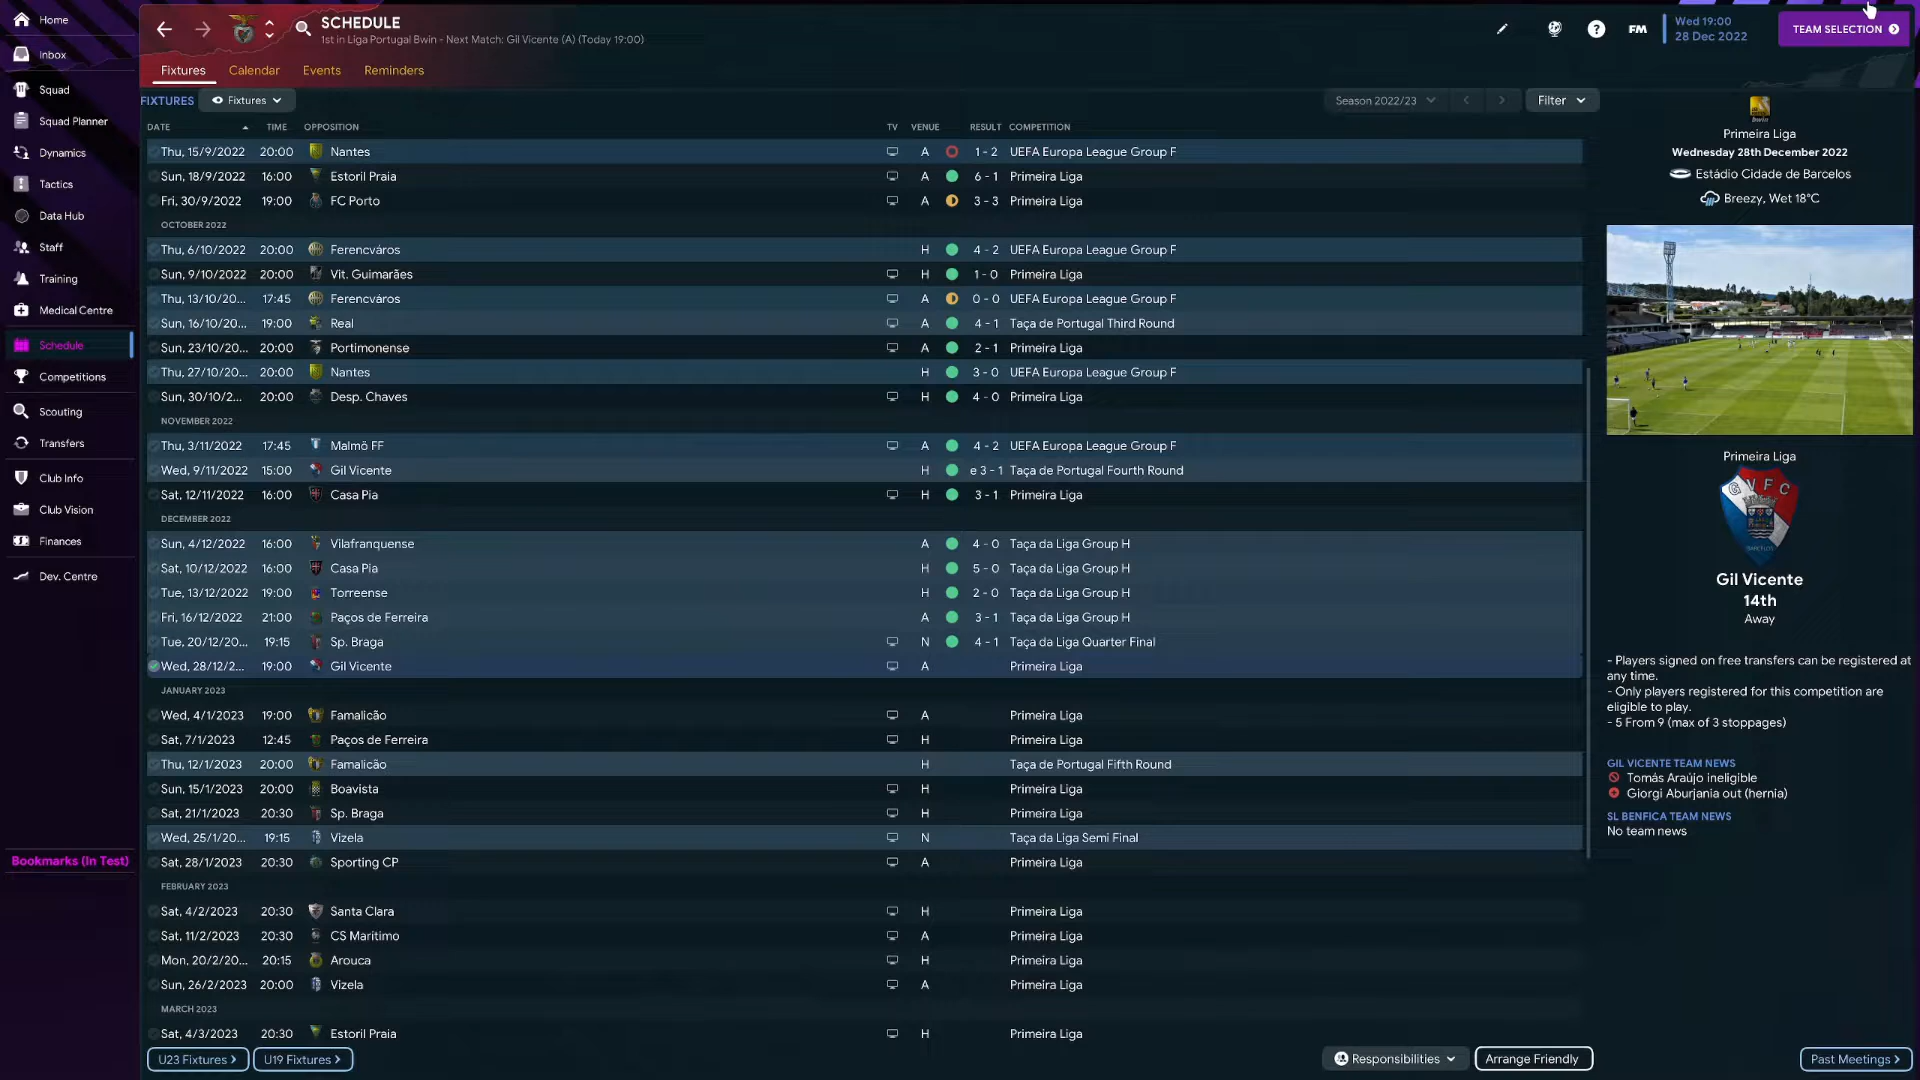 Home
Inbox
Squad
Squad Planner
Dynamics
Tactics
Data Hub
Staff
Training
Medical Centre
Schedule
Competitions
Scouting
Transfers
Club Info
Club Vision
Finances
Dev. Centre
Bookmarks (In Test)
SCHEDULE
1st in Liga Portugal Bwin - Next Match: Gil Vicente (A) (Today 19:00)
FM
Wed 19:00
28 Dec 2022
TEAM SELECTION
Fixtures Calendar Events Reminders
FIXTURES Fixtures Season 2022/23 Filter
DATE TIME OPPOSITION TV VENUE RESULT COMPETITION
Thu, 15/9/2022 20:00 Nantes A 1 - 2 UEFA Europa League Group F
Sun, 18/9/2022 16:00 Estoril Praia A 6 - 1 Primeira Liga
Fri, 30/9/2022 19:00 FC Porto A 3 - 3 Primeira Liga
OCTOBER 2022
Thu, 6/10/2022 20:00 Ferencváros H 4 - 2 UEFA Europa League Group F
Sun, 9/10/2022 20:00 Vit. Guimarães H 1 - 0 Primeira Liga
Thu, 13/10/20... 17:45 Ferencváros A 0 - 0 UEFA Europa League Group F
Sun, 16/10/20... 19:00 Real A 4 - 1 Taça de Portugal Third Round
Sun, 23/10/20... 20:00 Portimonense A 2 - 1 Primeira Liga
Thu, 27/10/20... 20:00 Nantes H 3 - 0 UEFA Europa League Group F
Sun, 30/10/2... 20:00 Desp. Chaves H 4 - 0 Primeira Liga
NOVEMBER 2022
Thu, 3/11/2022 17:45 Malmö FF A 4 - 2 UEFA Europa League Group F
Wed, 9/11/2022 15:00 Gil Vicente H e 3 - 1 Taça de Portugal Fourth Round
Sat, 12/11/2022 16:00 Casa Pia H 3 - 1 Primeira Liga
DECEMBER 2022
Sun, 4/12/2022 16:00 Vilafranquense A 4 - 0 Taça da Liga Group H
Sat, 10/12/2022 16:00 Casa Pia H 5 - 0 Taça da Liga Group H
Tue, 13/12/2022 19:00 Torreense H 2 - 0 Taça da Liga Group H
Fri, 16/12/2022 21:00 Paços de Ferreira A 3 - 1 Taça da Liga Group H
Tue, 20/12/20... 19:15 Sp. Braga N 4 - 1 Taça da Liga Quarter Final
Wed, 28/12/2... 19:00 Gil Vicente A Primeira Liga
JANUARY 2023
Wed, 4/1/2023 19:00 Famalicão A Primeira Liga
Sat, 7/1/2023 12:45 Paços de Ferreira H Primeira Liga
Thu, 12/1/2023 20:00 Famalicão H Taça de Portugal Fifth Round
Sun, 15/1/2023 20:00 Boavista H Primeira Liga
Sat, 21/1/2023 20:30 Sp. Braga H Primeira Liga
Wed, 25/1/20... 19:15 Vizela N Taça da Liga Semi Final
Sat, 28/1/2023 20:30 Sporting CP A Primeira Liga
FEBRUARY 2023
Sat, 4/2/2023 20:30 Santa Clara H Primeira Liga
Sat, 11/2/2023 20:30 CS Marítimo A Primeira Liga
Mon, 20/2/20... 20:15 Arouca H Primeira Liga
Sun, 26/2/2023 20:00 Vizela A Primeira Liga
MARCH 2023
Sat, 4/3/2023 20:30 Estoril Praia H Primeira Liga
U23 Fixtures > U19 Fixtures > Responsibilities Arrange Friendly Past Meetings >
Primeira Liga
Wednesday 28th December 2022
Estádio Cidade de Barcelos
Breezy, Wet 18°C
Primeira Liga
GVFC
Gil Vicente
14th
Away
- Players signed on free transfers can be registered at
any time.
- Only players registered for this competition are
eligible to play.
- 5 From 9 (max of 3 stoppages)
GIL VICENTE TEAM NEWS
Tomás Araújo ineligible
Giorgi Aburjania out (hernia)
SL BENFICA TEAM NEWS
No team news